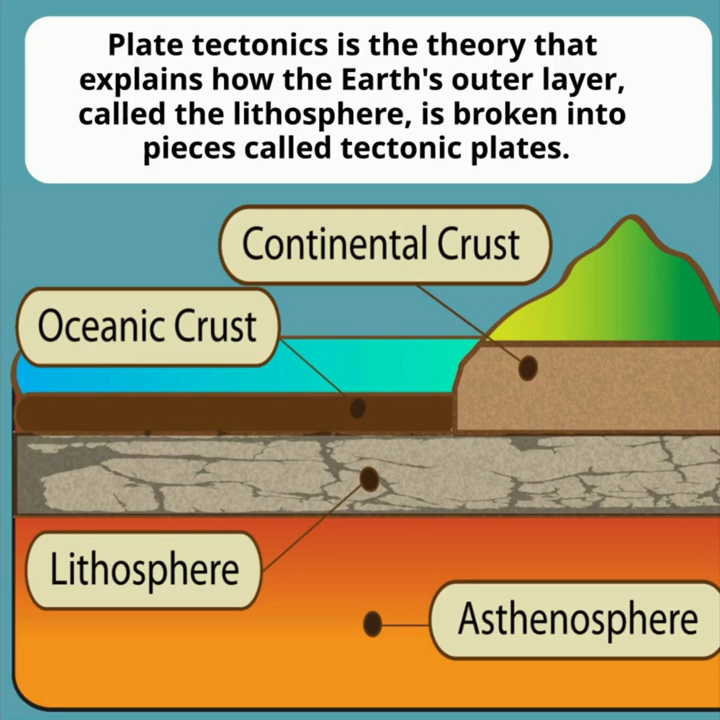 Plate tectonics is the theory that
explains how the Earth's outer layer,
called the lithosphere, is broken into
pieces called tectonic plates.
Continental Crust
Oceanic Crust
Lithosphere
Asthenosphere